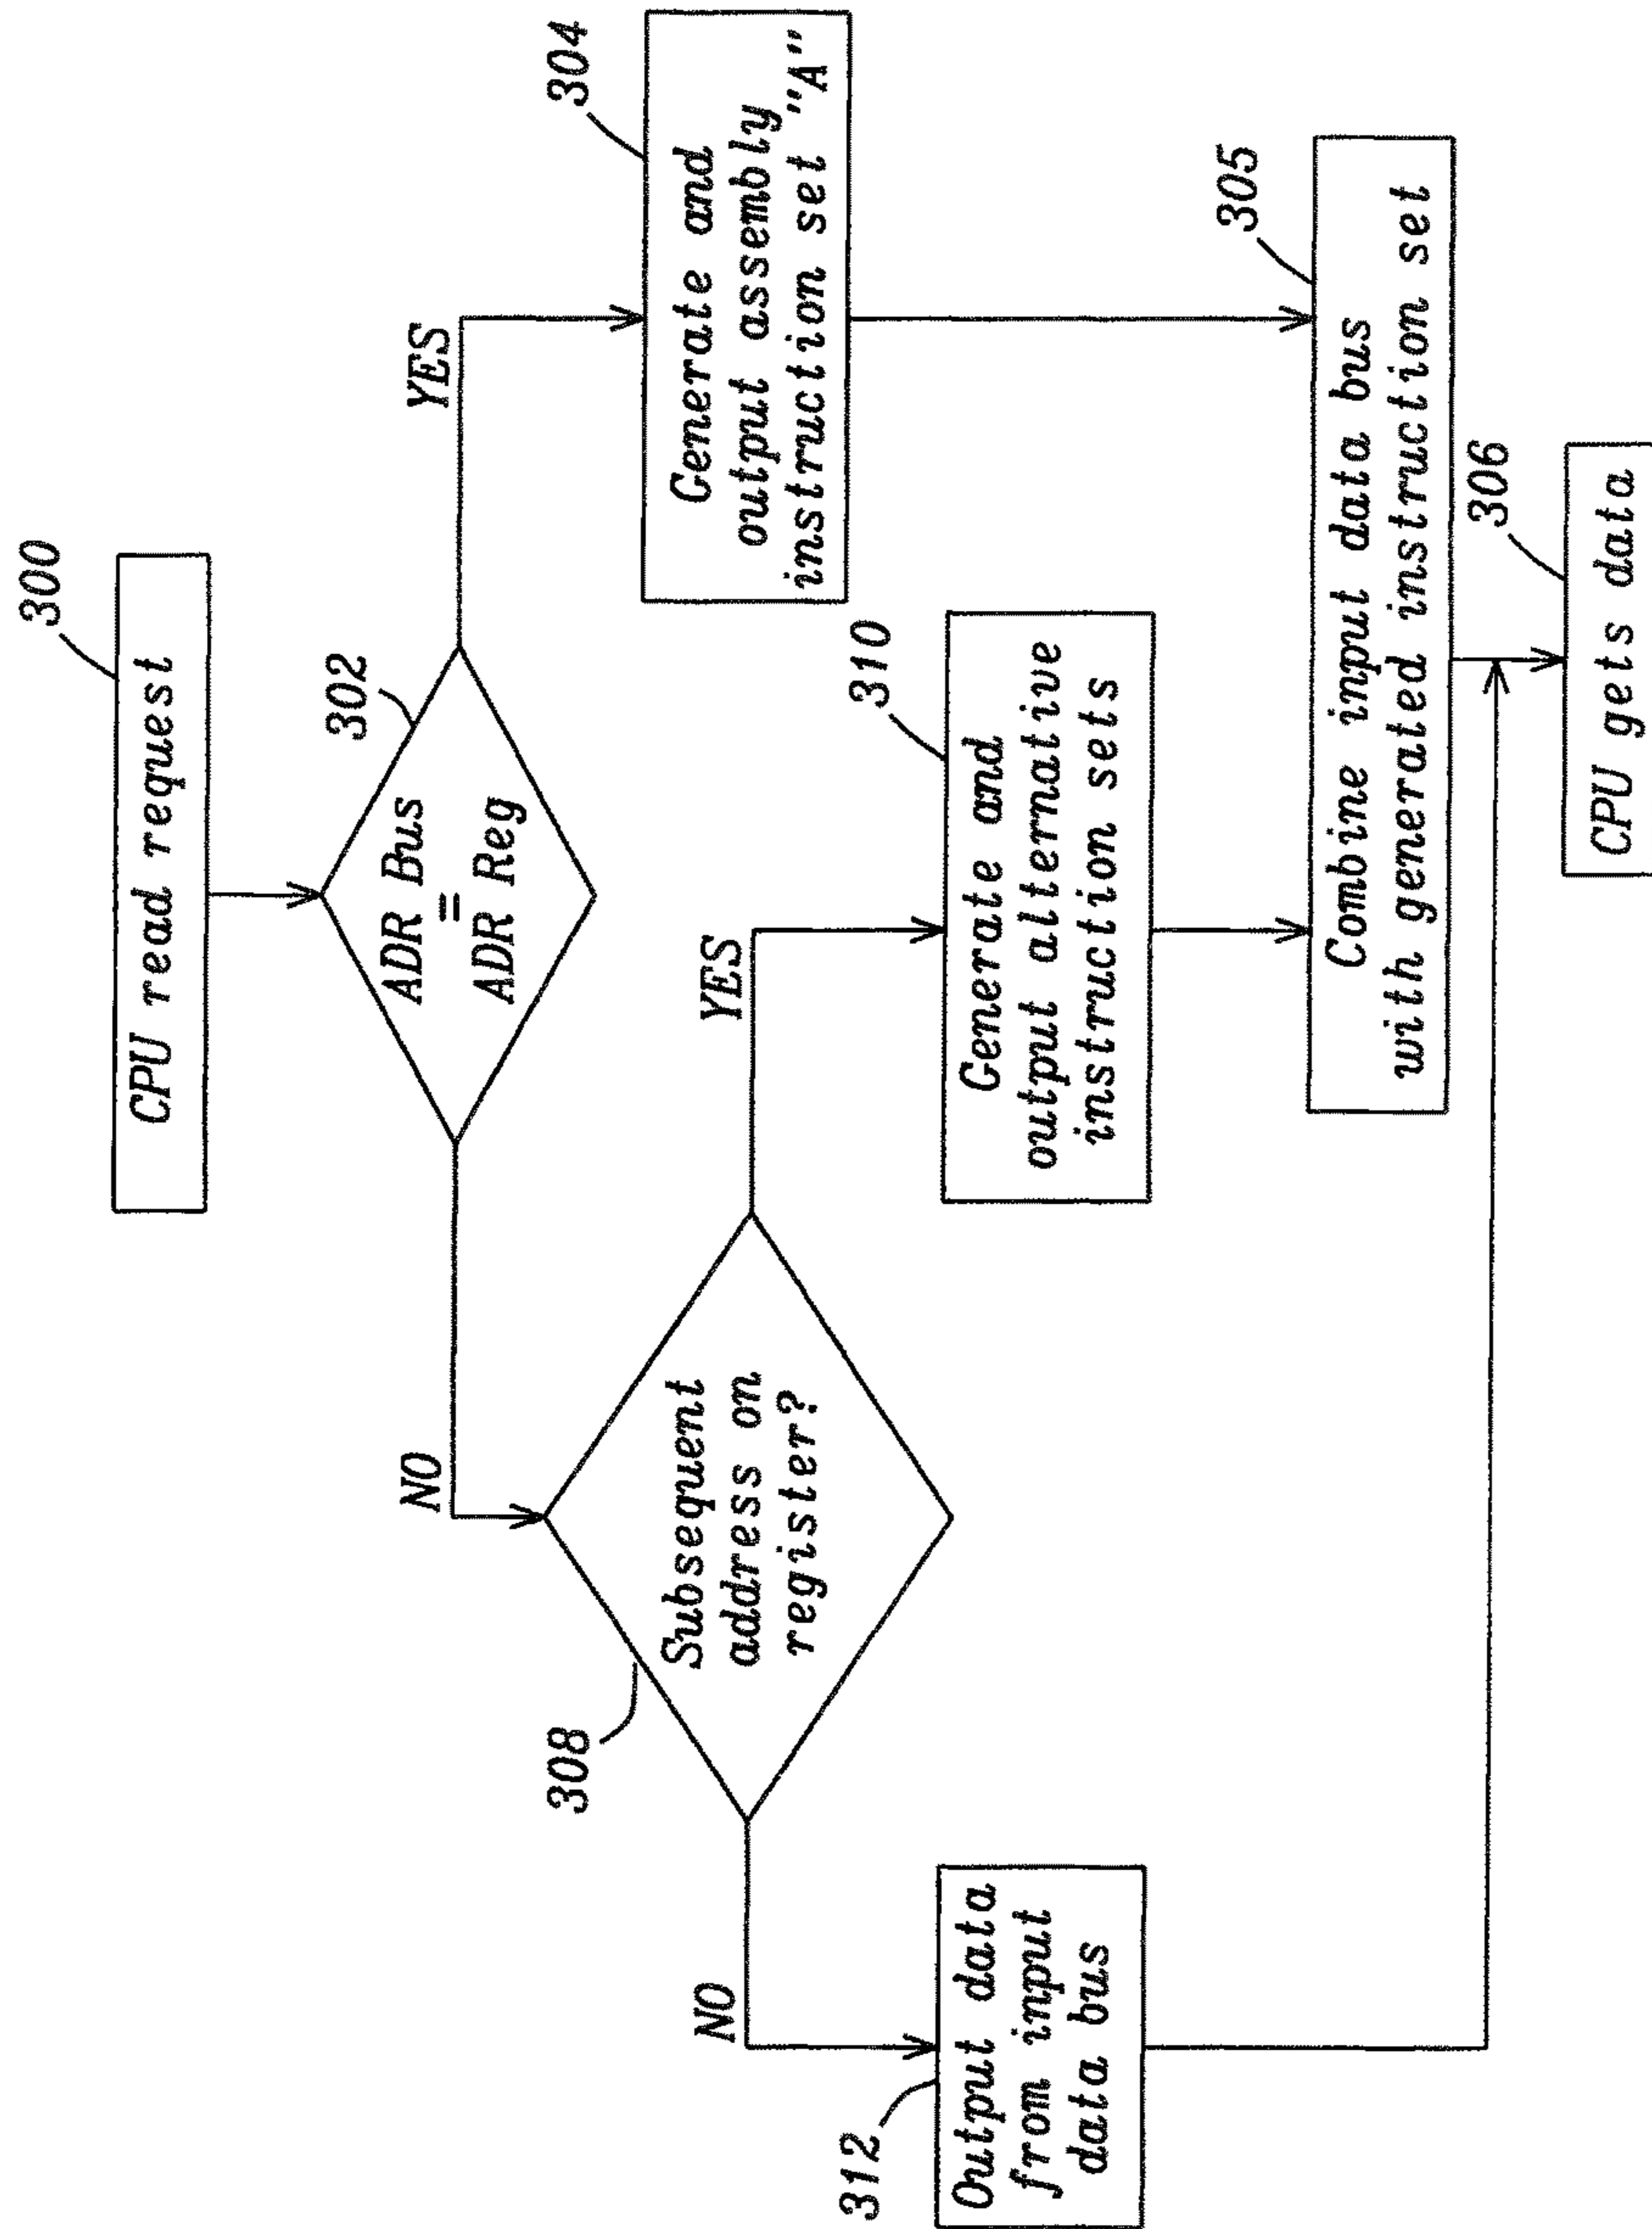 300
CPU read request
302
ADR Bus
=
ADR Reg
YES
NO
304
Generate and
output assembly
instruction set "A"
308
Subsequent
address on
register?
YES
NO
310
Generate and
output alternative
instruction sets
312
Output data
from input
data bus
305
Combine input data bus
with generated instruction set
306
CPU gets data